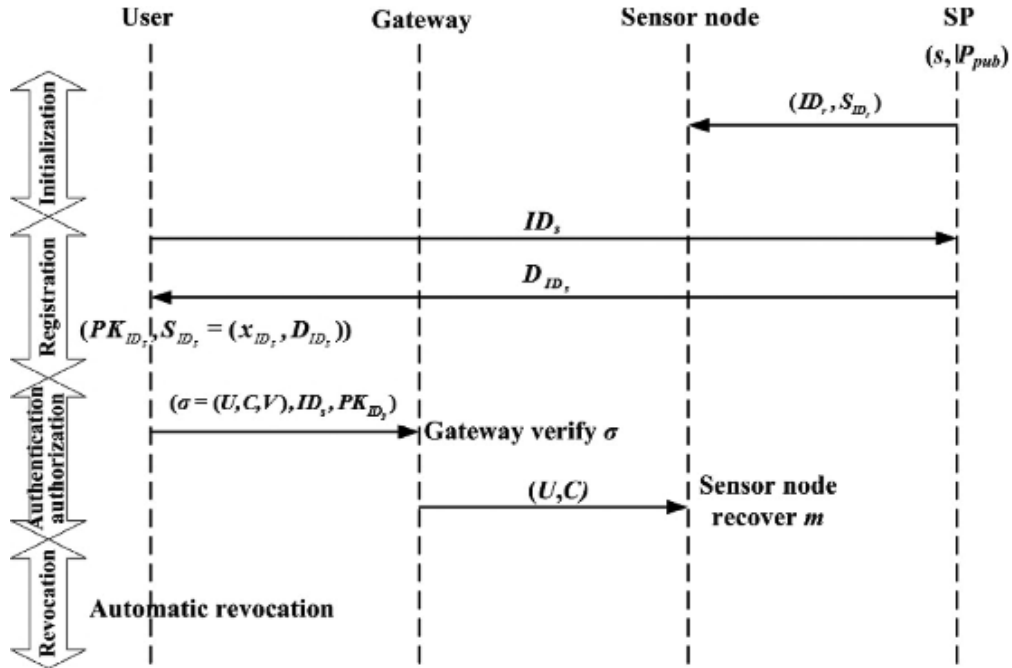 User Gateway Sensor node SP
(s, P_pub)
Initialization
(ID_r, S_ID_r)
ID_s
Registration
D_ID_s
(PK_ID_s, S_ID_s = (x_ID_s, D_ID_s))
(σ = (U,C,V), ID_s, PK_ID_s)
Authentication
authorization
Gateway verify σ
(U,C)
Sensor node
recover m
Revocation
Automatic revocation